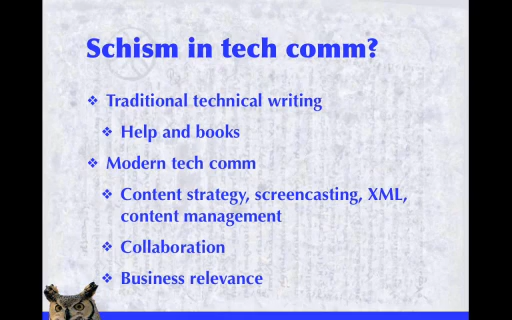 Schism in tech comm?
❖ Traditional technical writing
❖ Help and books
❖ Modern tech comm
❖ Content strategy, screencasting, XML,
content management
❖ Collaboration
❖ Business relevance